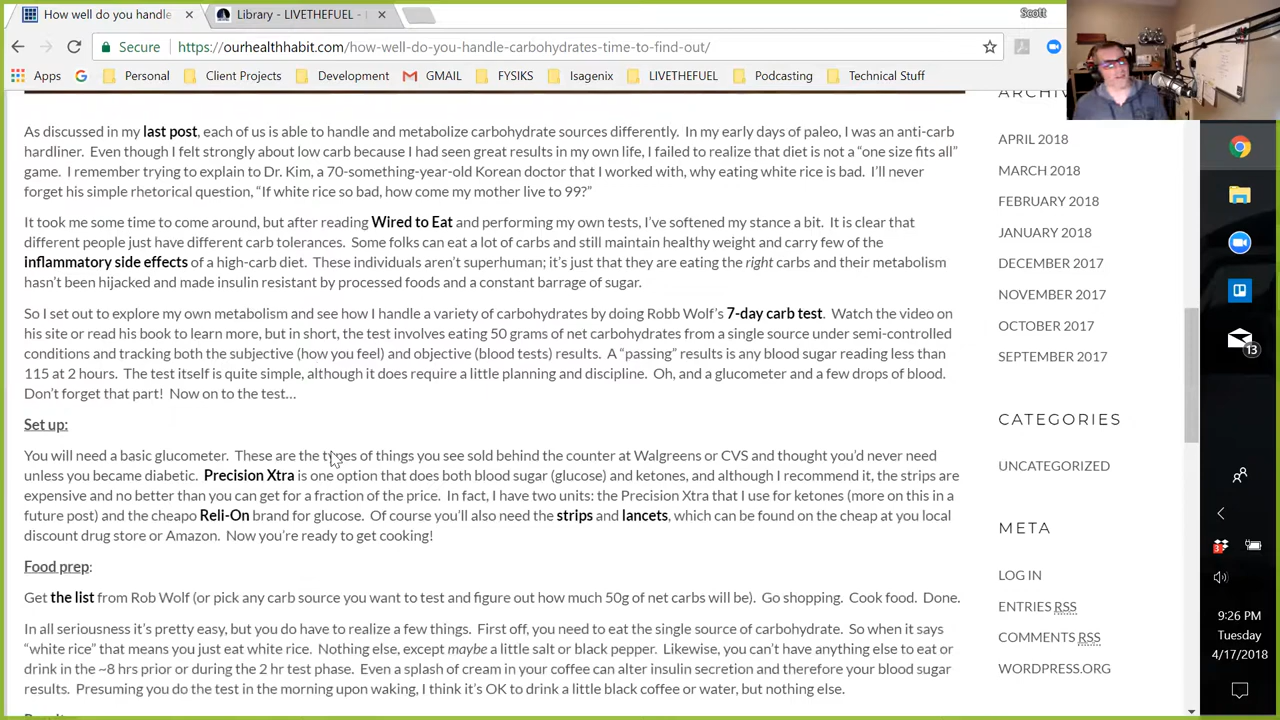 How well do you handle
Library - LIVETHEFUEL -
Scott
Secure
https://ourhealthhabit.com/how-well-do-you-handle-carbohydrates-time-to-find-out/
Apps
Personal
Client Projects
Development
GMAIL
FYSIKS
Isagenix
LIVETHEFUEL
Podcasting
Technical Stuff
As discussed in my last post, each of us is able to handle and metabolize carbohydrate sources differently. In my early days of paleo, I was an anti-carb
hardliner. Even though I felt strongly about low carb because I had seen great results in my own life, I failed to realize that diet is not a “one size fits all”
game. I remember trying to explain to Dr. Kim, a 70-something-year-old Korean doctor that I worked with, why eating white rice is bad. I’ll never
forget his simple rhetorical question, “If white rice so bad, how come my mother live to 99?”
It took me some time to come around, but after reading Wired to Eat and performing my own tests, I’ve softened my stance a bit. It is clear that
different people just have different carb tolerances. Some folks can eat a lot of carbs and still maintain healthy weight and carry few of the
inflammatory side effects of a high-carb diet. These individuals aren’t superhuman; it’s just that they are eating the right carbs and their metabolism
hasn’t been hijacked and made insulin resistant by processed foods and a constant barrage of sugar.
So I set out to explore my own metabolism and see how I handle a variety of carbohydrates by doing Robb Wolf’s 7-day carb test. Watch the video on
his site or read his book to learn more, but in short, the test involves eating 50 grams of net carbohydrates from a single source under semi-controlled
conditions and tracking both the subjective (how you feel) and objective (blood tests) results. A “passing” results is any blood sugar reading less than
115 at 2 hours. The test itself is quite simple, although it does require a little planning and discipline. Oh, and a glucometer and a few drops of blood.
Don’t forget that part! Now on to the test…
Set up:
You will need a basic glucometer. These are the types of things you see sold behind the counter at Walgreens or CVS and thought you’d never need
unless you became diabetic. Precision Xtra is one option that does both blood sugar (glucose) and ketones, and although I recommend it, the strips are
expensive and no better than you can get for a fraction of the price. In fact, I have two units: the Precision Xtra that I use for ketones (more on this in a
future post) and the cheapo Reli-On brand for glucose. Of course you’ll also need the strips and lancets, which can be found on the cheap at you local
discount drug store or Amazon. Now you’re ready to get cooking!
Food prep:
Get the list from Rob Wolf (or pick any carb source you want to test and figure out how much 50g of net carbs will be). Go shopping. Cook food. Done.
In all seriousness it’s pretty easy, but you do have to realize a few things. First off, you need to eat the single source of carbohydrate. So when it says
“white rice” that means you just eat white rice. Nothing else, except maybe a little salt or black pepper. Likewise, you can’t have anything else to eat or
drink in the ~8 hrs prior or during the 2 hr test phase. Even a splash of cream in your coffee can alter insulin secretion and therefore your blood sugar
results. Presuming you do the test in the morning upon waking, I think it’s OK to drink a little black coffee or water, but nothing else.
APRIL 2018
MARCH 2018
FEBRUARY 2018
JANUARY 2018
DECEMBER 2017
NOVEMBER 2017
OCTOBER 2017
SEPTEMBER 2017
CATEGORIES
UNCATEGORIZED
META
LOG IN
ENTRIES RSS
COMMENTS RSS
WORDPRESS.ORG
13
3
9:26 PM
Tuesday
4/17/2018